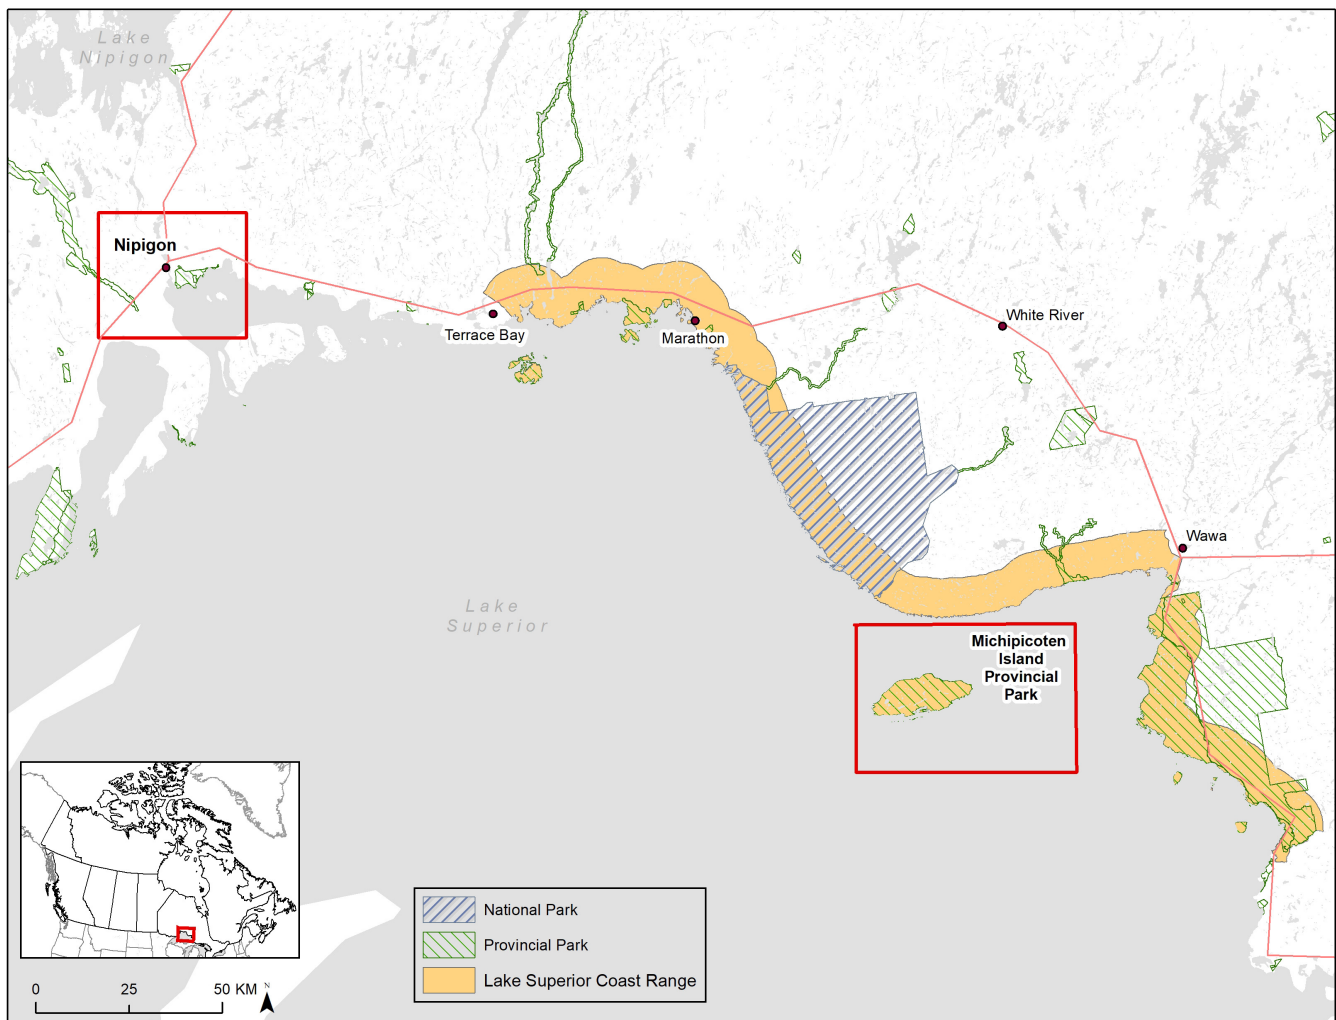 Lake
Nipigon
Nipigon
Terrace Bay
Marathon
White River
Wawa
Lake
Superior
Michipicoten
Island
Provincial
Park
National Park
Provincial Park
Lake Superior Coast Range
0 25 50 KM
N